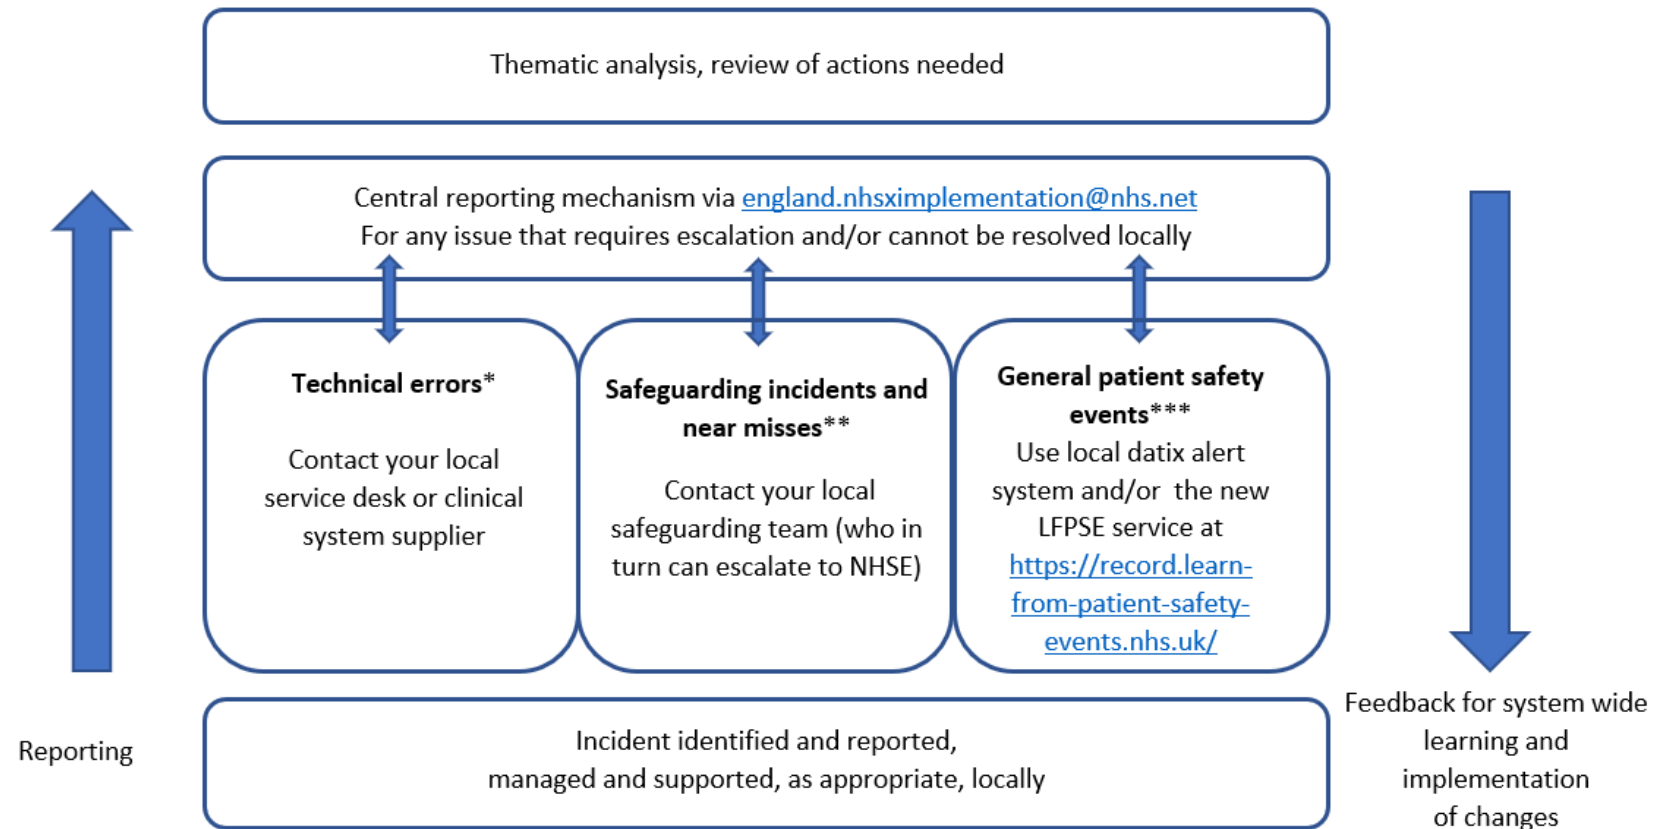 Thematic analysis, review of actions needed
Central reporting mechanism via england.nhsximplementation@nhs.net
For any issue that requires escalation and/or cannot be resolved locally
Technical errors*
Contact your local
service desk or clinical
system supplier
Safeguarding incidents and
near misses**
Contact your local
safeguarding team (who in
turn can escalate to NHSE)
General patient safety
events***
Use local datix alert
system and/or the new
LFPSE service at
https://record.learn-
from-patient-safety-
events.nhs.uk/
Reporting
Incident identified and reported,
managed and supported, as appropriate, locally
Feedback for system wide
learning and
implementation
of changes